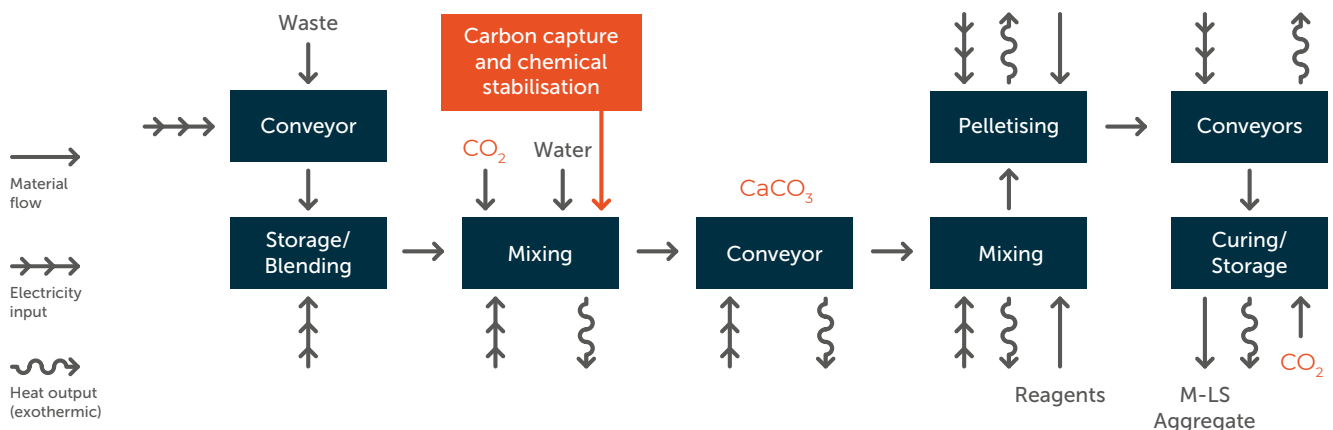 Waste
Carbon capture
and chemical
stabilisation
Conveyor
Pelletising
Conveyors
CO₂
Water
Material
flow
CaCO₃
Storage/
Blending
Mixing
Conveyor
Mixing
Curing/
Storage
Electricity
input
Heat output
(exothermic)
Reagents
M-LS
Aggregate
CO₂